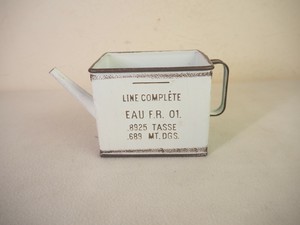 LINE COMPLÈTE
EAU F.R. 01.
.8925 TASSE
.689 MT. DGS.